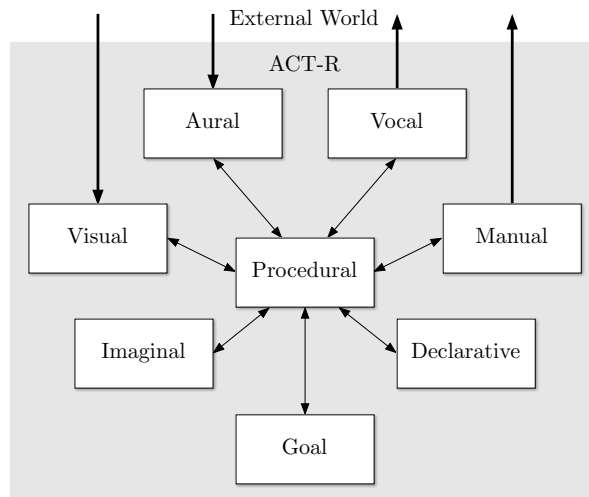 External World
ACT-R
Aural
Vocal
Visual
Manual
Procedural
Imaginal
Declarative
Goal